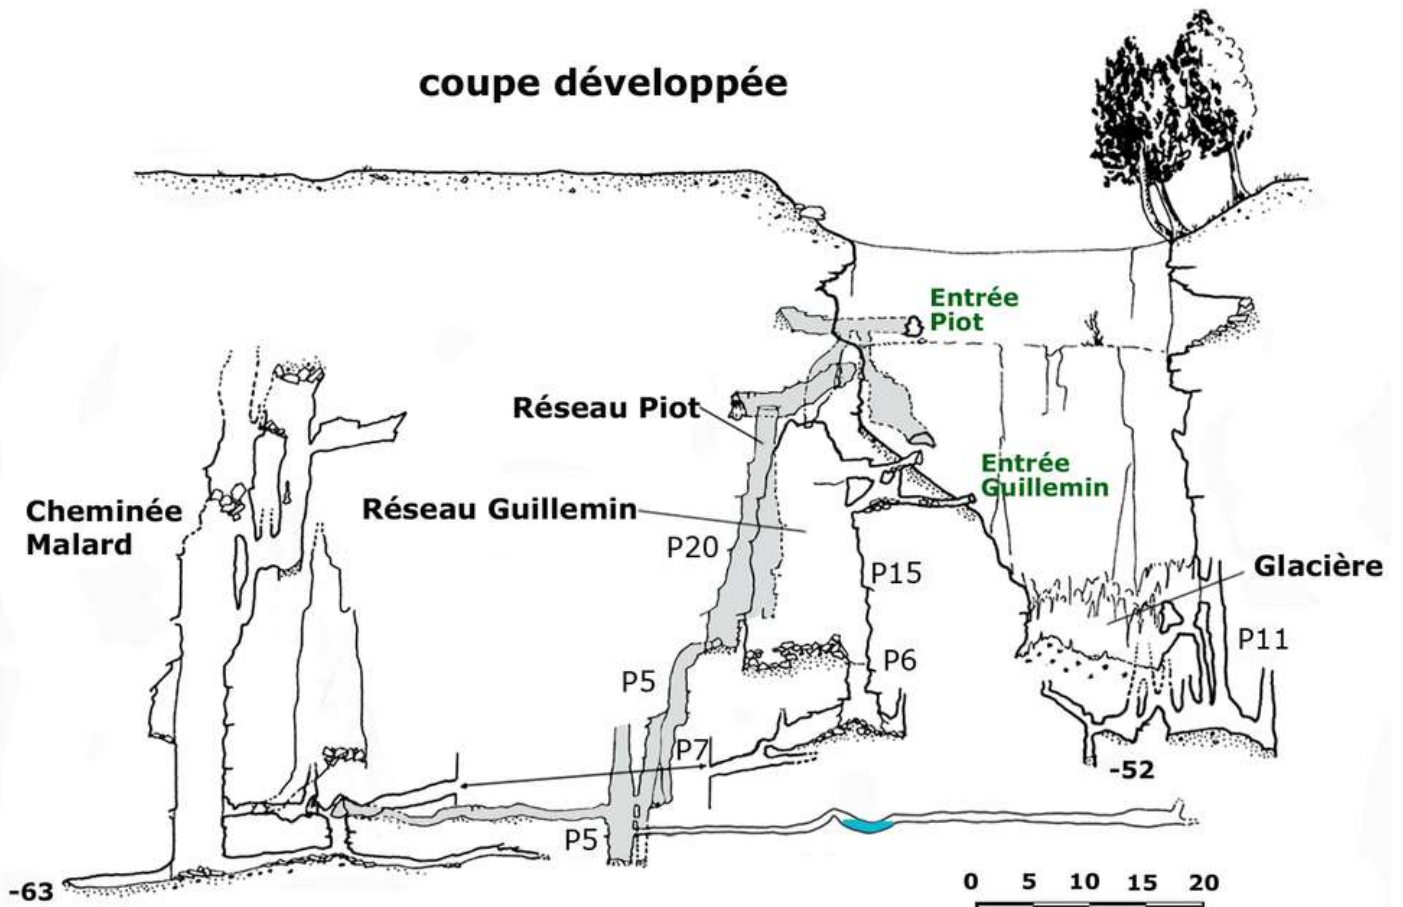 coupe développée
Entrée
Piot
Réseau Piot
Entrée
Guillemin
Cheminée
Malard
Réseau Guillemin
P20
P15
Glacière
P11
P6
P5
P7
-52
P5
-63
0 5 10 15 20